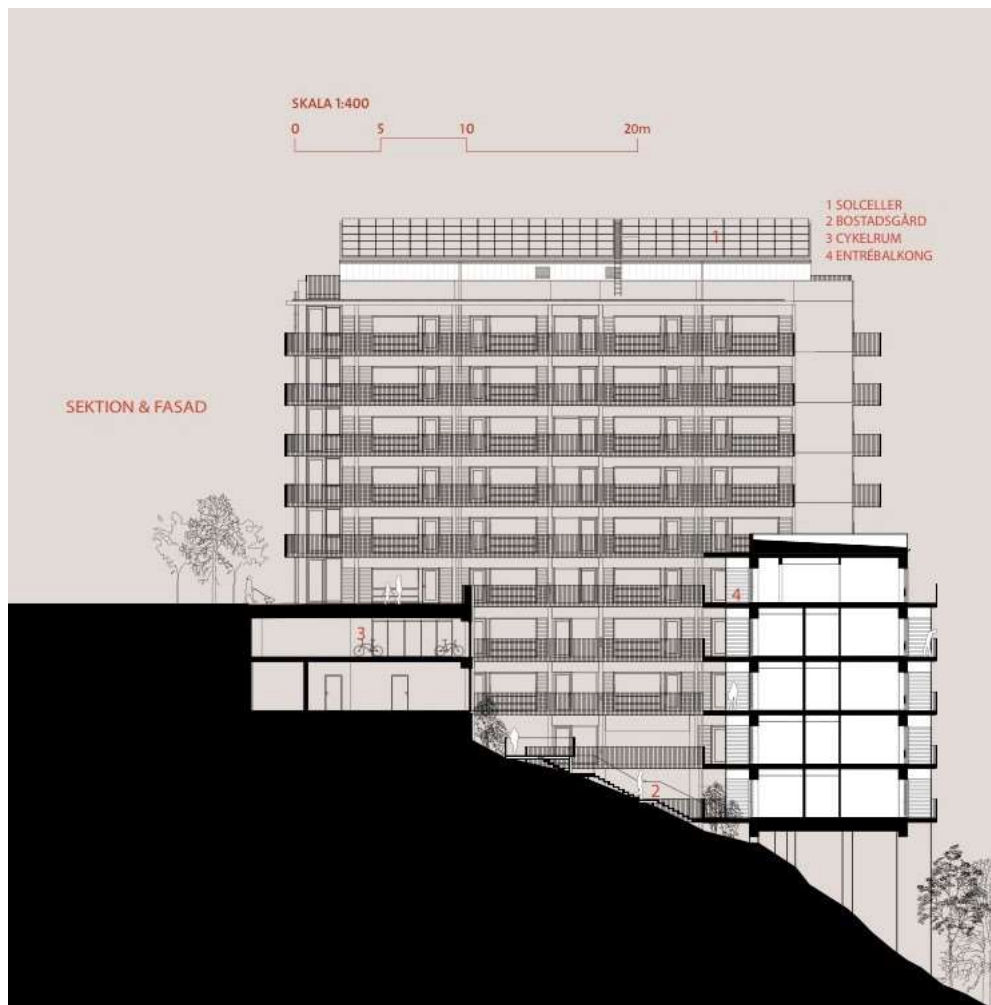 SKALA 1:400
0 5 10 20m
1 SOLCELLER
2 BOSTADSGÅRD
3 CYKELRUM
4 ENTRÉBALKONG
1
SEKTION & FASAD
4
3
2